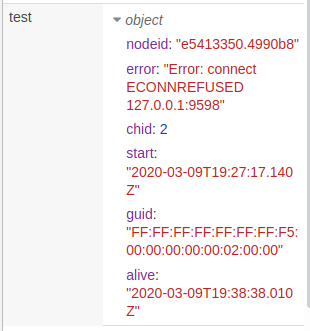 test
object
nodeid: "e5413350.4990b8"
error: "Error: connect
ECONNREFUSED
127.0.0.1:9598"
chid: 2
start:
"2020-03-09T19:27:17.140
Z"
guid:
"FF:FF:FF:FF:FF:FF:FF:F5:
00:00:00:00:00:02:00:00"
alive:
"2020-03-09T19:38:38.010
Z"